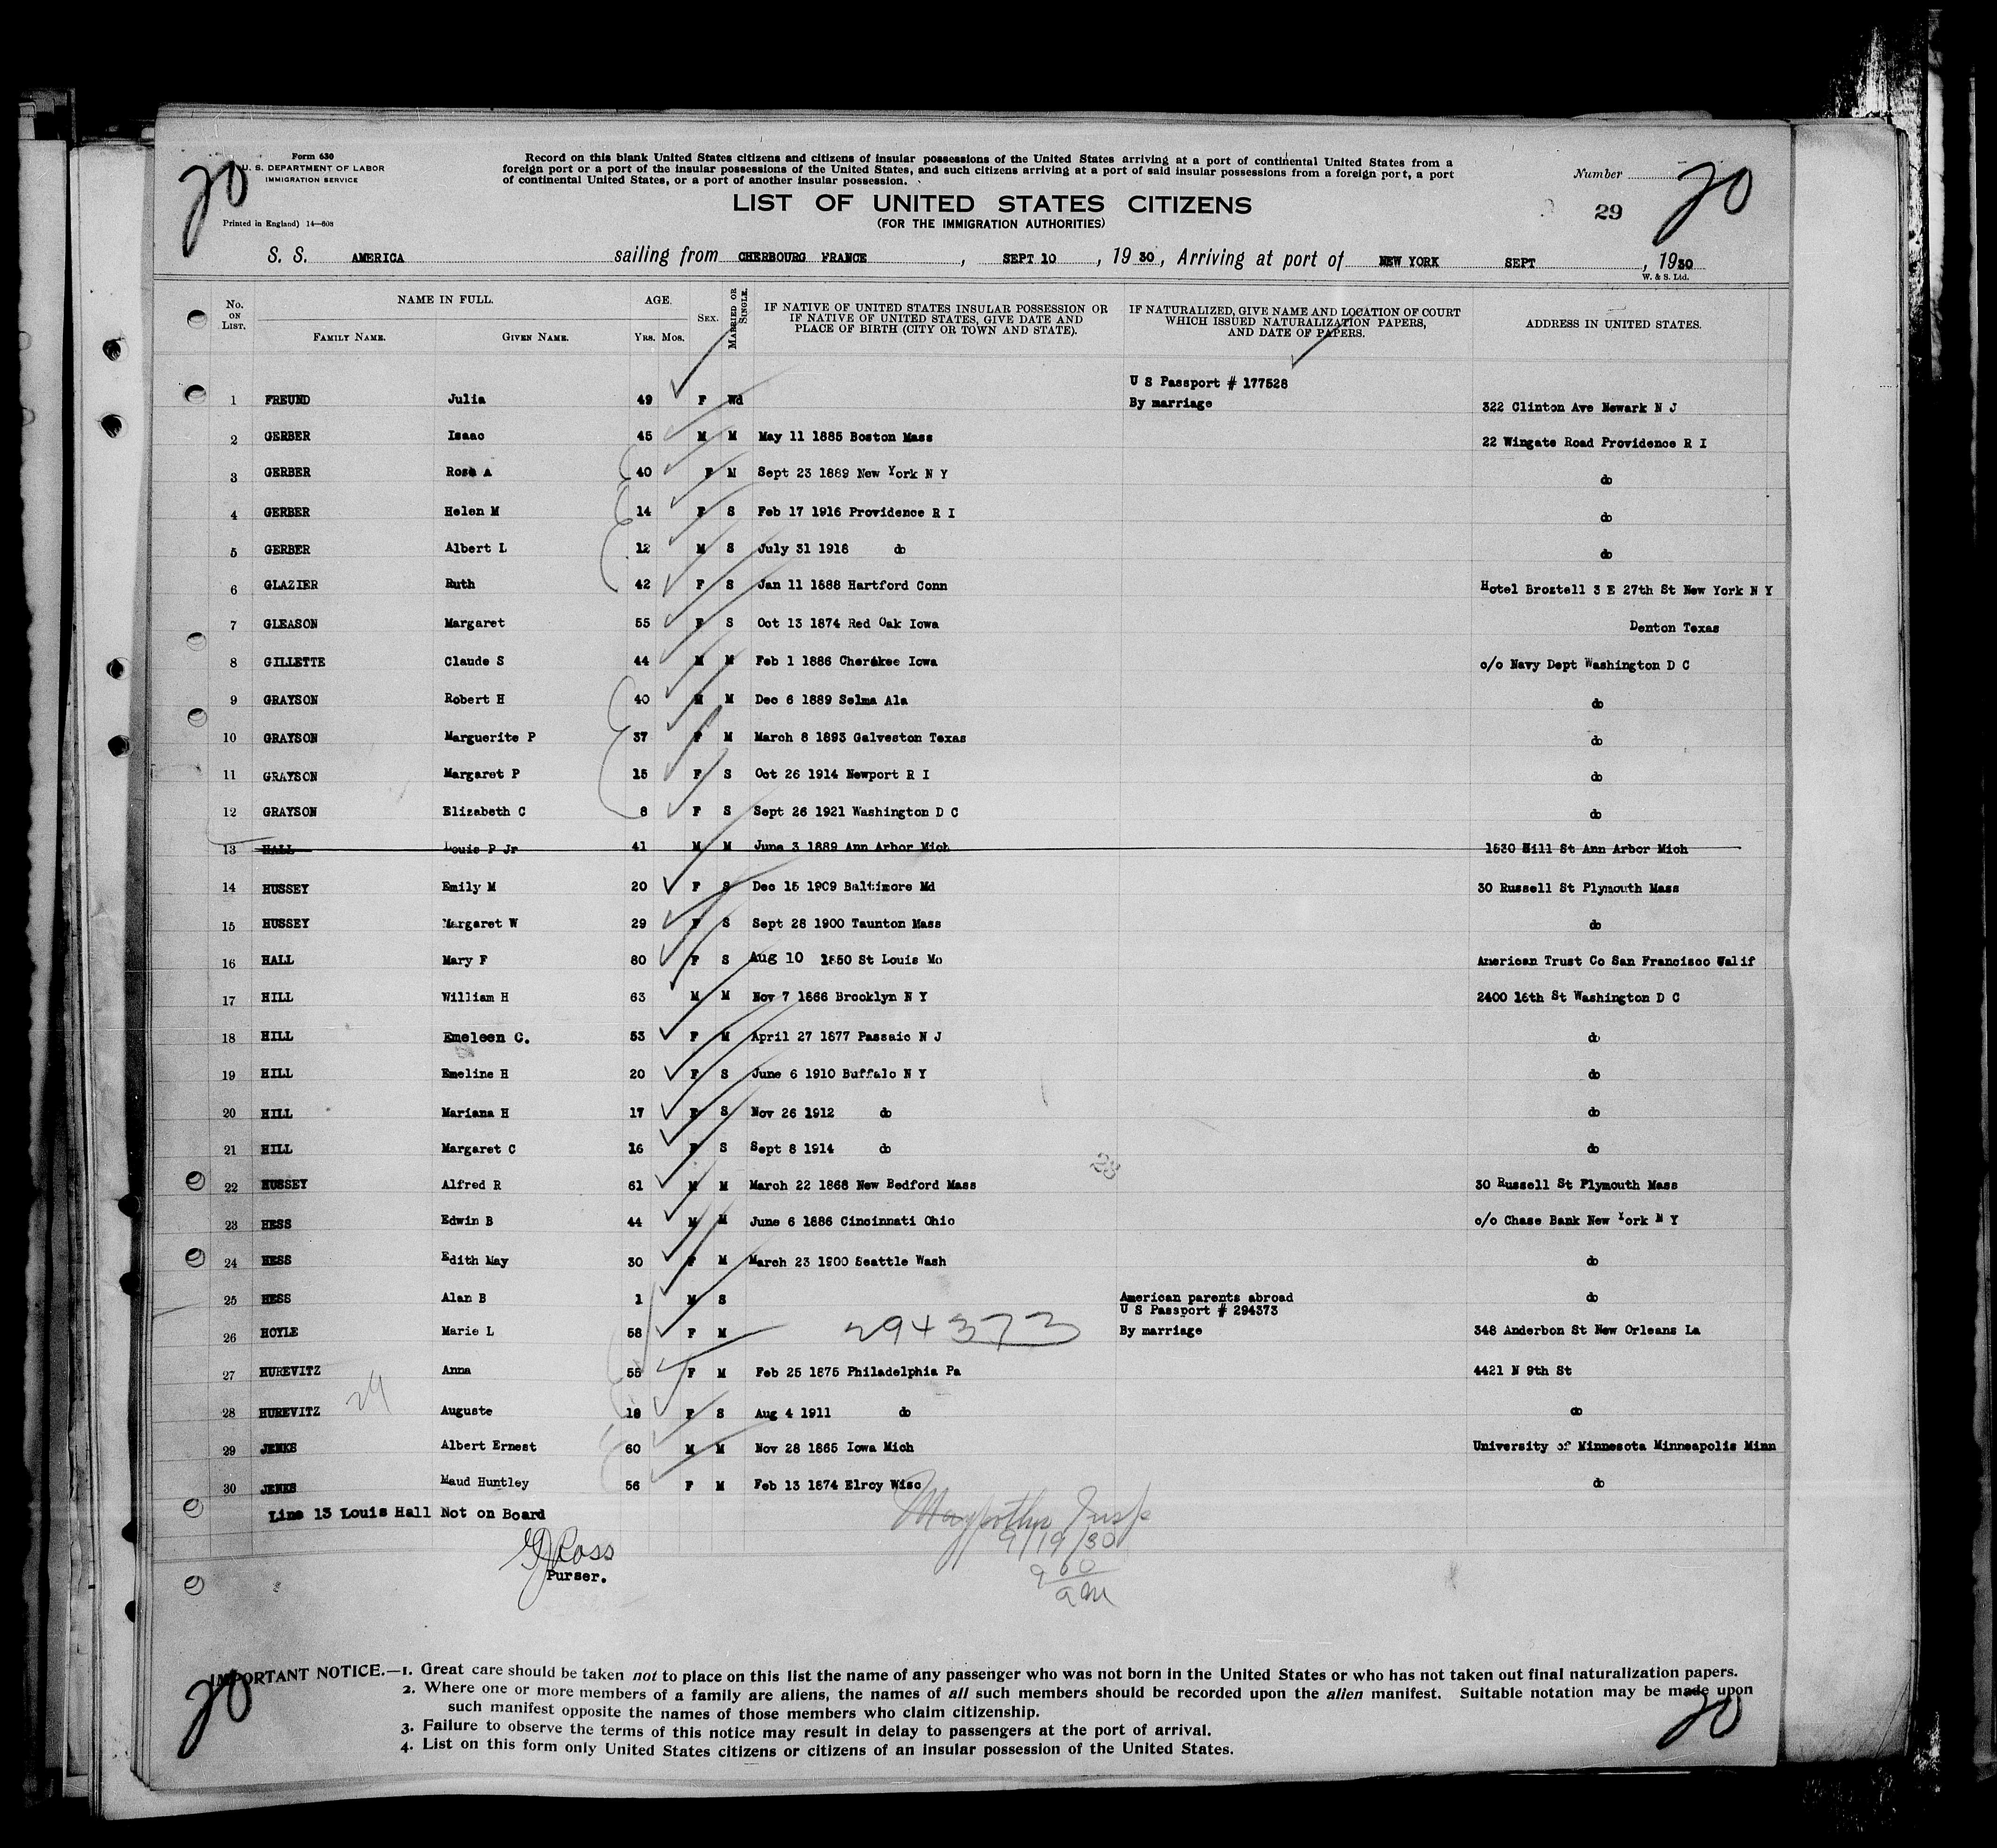 20
Form 630
U. S. DEPARTMENT OF LABOR
IMMIGRATION SERVICE
Printed in England) 14—608
Record on this blank United States citizens and citizens of insular possessions of the United States arriving at a port of continental United States from a
foreign port or a port of the insular possessions of the United States, and such citizens arriving at a port of said insular possessions from a foreign port, a port
of continental United States, or a port of another insular possession.
Number
20
29
LIST OF UNITED STATES CITIZENS
(FOR THE IMMIGRATION AUTHORITIES)
S. S. AMERICA sailing from CHERBOURG FRANCE, SEPT 10, 1930, Arriving at port of NEW YORK SEPT, 1930
W. & S. Ltd.
No. ON LIST. NAME IN FULL. FAMILY NAME. GIVEN NAME. AGE. YRS. MOS. SEX. MARRIED OR SINGLE. IF NATIVE OF UNITED STATES INSULAR POSSESSION OR IF NATIVE OF UNITED STATES, GIVE DATE AND PLACE OF BIRTH (CITY OR TOWN AND STATE). IF NATURALIZED, GIVE NAME AND LOCATION OF COURT WHICH ISSUED NATURALIZATION PAPERS, AND DATE OF PAPERS. ADDRESS IN UNITED STATES.
U S Passport # 177528
1 FREUND Julia 49 F Wd By marriage 322 Clinton Ave Newark N J
2 GERBER Isaac 45 M M May 11 1885 Boston Mass 22 Wingate Road Providence R I
3 GERBER Rose A 40 F M Sept 23 1889 New York N Y do
4 GERBER Helen M 14 F S Feb 17 1916 Providence R I do
5 GERBER Albert L 12 M S July 31 1918 do do
6 GLAZIER Ruth 42 F S Jan 11 1888 Hartford Conn Hotel Broztell 3 E 27th St New York N Y
7 GLEASON Margaret 55 F S Oct 13 1874 Red Oak Iowa Denton Texas
8 GILLETTE Claude S 44 M M Feb 1 1886 Cherokee Iowa c/o Navy Dept Washington D C
9 GRAYSON Robert H 40 M M Dec 6 1889 Selma Ala do
10 GRAYSON Marguerite P 37 F M March 8 1893 Galveston Texas do
11 GRAYSON Margaret P 15 F S Oct 26 1914 Newport R I do
12 GRAYSON Elizabeth C 8 F S Sept 26 1921 Washington D C do
13 HALL Louis P Jr 41 M M June 3 1889 Ann Arbor Mich 1530 Hill St Ann Arbor Mich
14 HUSSEY Emily M 20 F S Dec 15 1909 Baltimore Md 30 Russell St Plymouth Mass
15 HUSSEY Margaret W 29 F S Sept 28 1900 Taunton Mass do
16 HALL Mary F 80 F S Aug 10 1850 St Louis Mo American Trust Co San Francisco Calif
17 HILL William H 63 M M Nov 7 1866 Brooklyn N Y 2400 16th St Washington D C
18 HILL Emeleen C. 53 F M April 27 1877 Passaic N J do
19 HILL Emeline H 20 F S June 6 1910 Buffalo N Y do
20 HILL Mariana H 17 F S Nov 26 1912 do do
21 HILL Margaret C 16 F S Sept 8 1914 do do
28
22 HUSSEY Alfred R 61 M M March 22 1868 New Bedford Mass 30 Russell St Plymouth Mass
23 HESS Edwin B 44 M M June 6 1886 Cincinnati Ohio c/o Chase Bank New York N Y
24 HESS Edith May 30 F M March 23 1900 Seattle Wash do
25 HESS Alan B 1 M S American parents abroad do
U S Passport # 294373
26 HOYLE Marie L 58 F M 294373 By marriage 348 Anderbon St New Orleans La
27 HUREVITZ Anna 55 F M Feb 25 1875 Philadelphia Pa 4421 N 9th St
28 HUREVITZ 29 Auguste 19 F S Aug 4 1911 do do
29 JENKS Albert Ernest 60 M M Nov 28 1865 Iowa Mich University of Minnesota Minneapolis Minn
30 JENKS Maud Huntley 56 F M Feb 13 1874 Elroy Wisc do
Line 13 Louis Hall Not on Board
Insp
9/19/30
Ross
Purser.
9 00
am
IMPORTANT NOTICE.—1. Great care should be taken not to place on this list the name of any passenger who was not born in the United States or who has not taken out final naturalization papers.
2. Where one or more members of a family are aliens, the names of all such members should be recorded upon the alien manifest. Suitable notation may be made upon
such manifest opposite the names of those members who claim citizenship.
3. Failure to observe the terms of this notice may result in delay to passengers at the port of arrival.
4. List on this form only United States citizens or citizens of an insular possession of the United States.
20
20